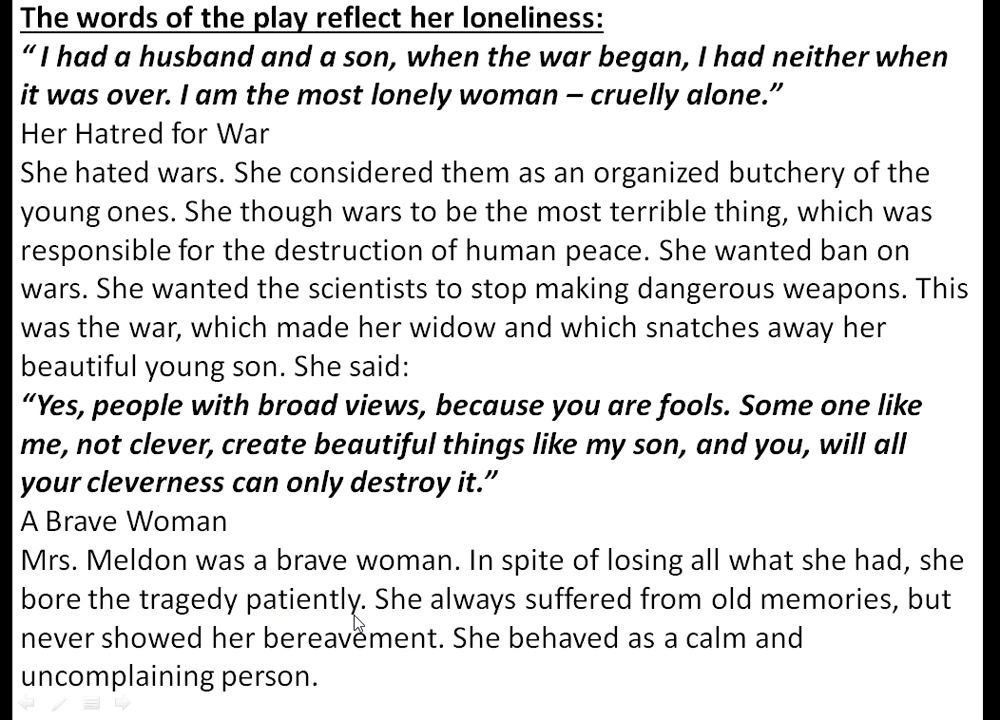 The words of the play reflect her loneliness:
“ I had a husband and a son, when the war began, I had neither when
it was over. I am the most lonely woman – cruelly alone.”
Her Hatred for War
She hated wars. She considered them as an organized butchery of the
young ones. She though wars to be the most terrible thing, which was
responsible for the destruction of human peace. She wanted ban on
wars. She wanted the scientists to stop making dangerous weapons. This
was the war, which made her widow and which snatches away her
beautiful young son. She said:
“Yes, people with broad views, because you are fools. Some one like
me, not clever, create beautiful things like my son, and you, will all
your cleverness can only destroy it.”
A Brave Woman
Mrs. Meldon was a brave woman. In spite of losing all what she had, she
bore the tragedy patiently. She always suffered from old memories, but
never showed her bereavement. She behaved as a calm and
uncomplaining person.